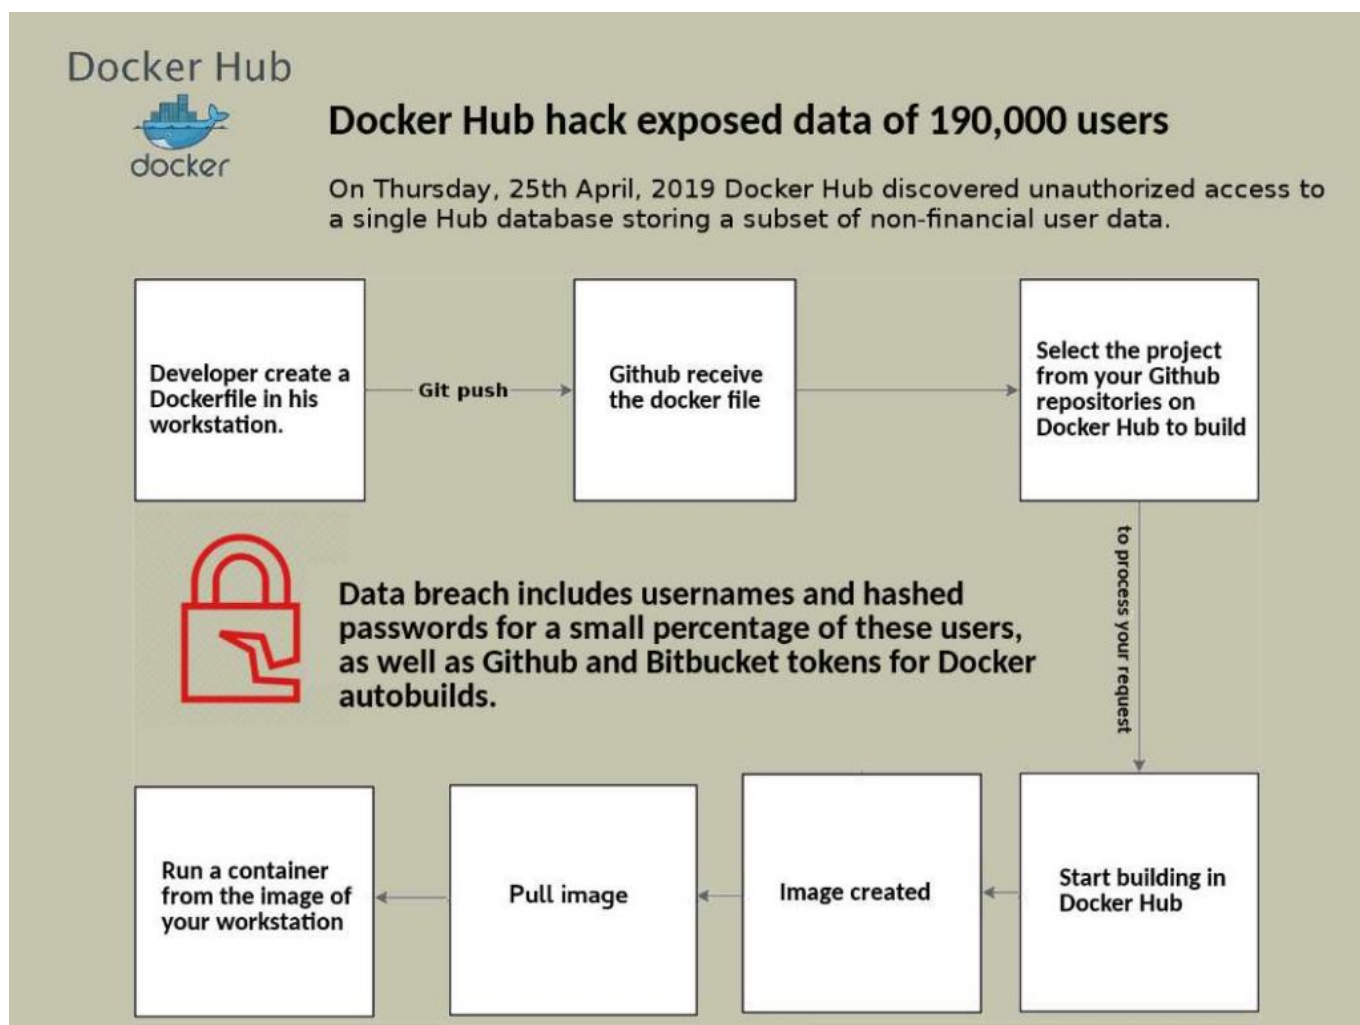 Docker Hub
docker
Docker Hub hack exposed data of 190,000 users
On Thursday, 25th April, 2019 Docker Hub discovered unauthorized access to
a single Hub database storing a subset of non-financial user data.
Developer create a
Dockerfile in his
workstation.
Git push
Github receive
the docker file
Select the project
from your Github
repositories on
Docker Hub to build
to process your request
Data breach includes usernames and hashed
passwords for a small percentage of these users,
as well as Github and Bitbucket tokens for Docker
autobuilds.
Start building in
Docker Hub
Image created
Pull image
Run a container
from the image of
your workstation